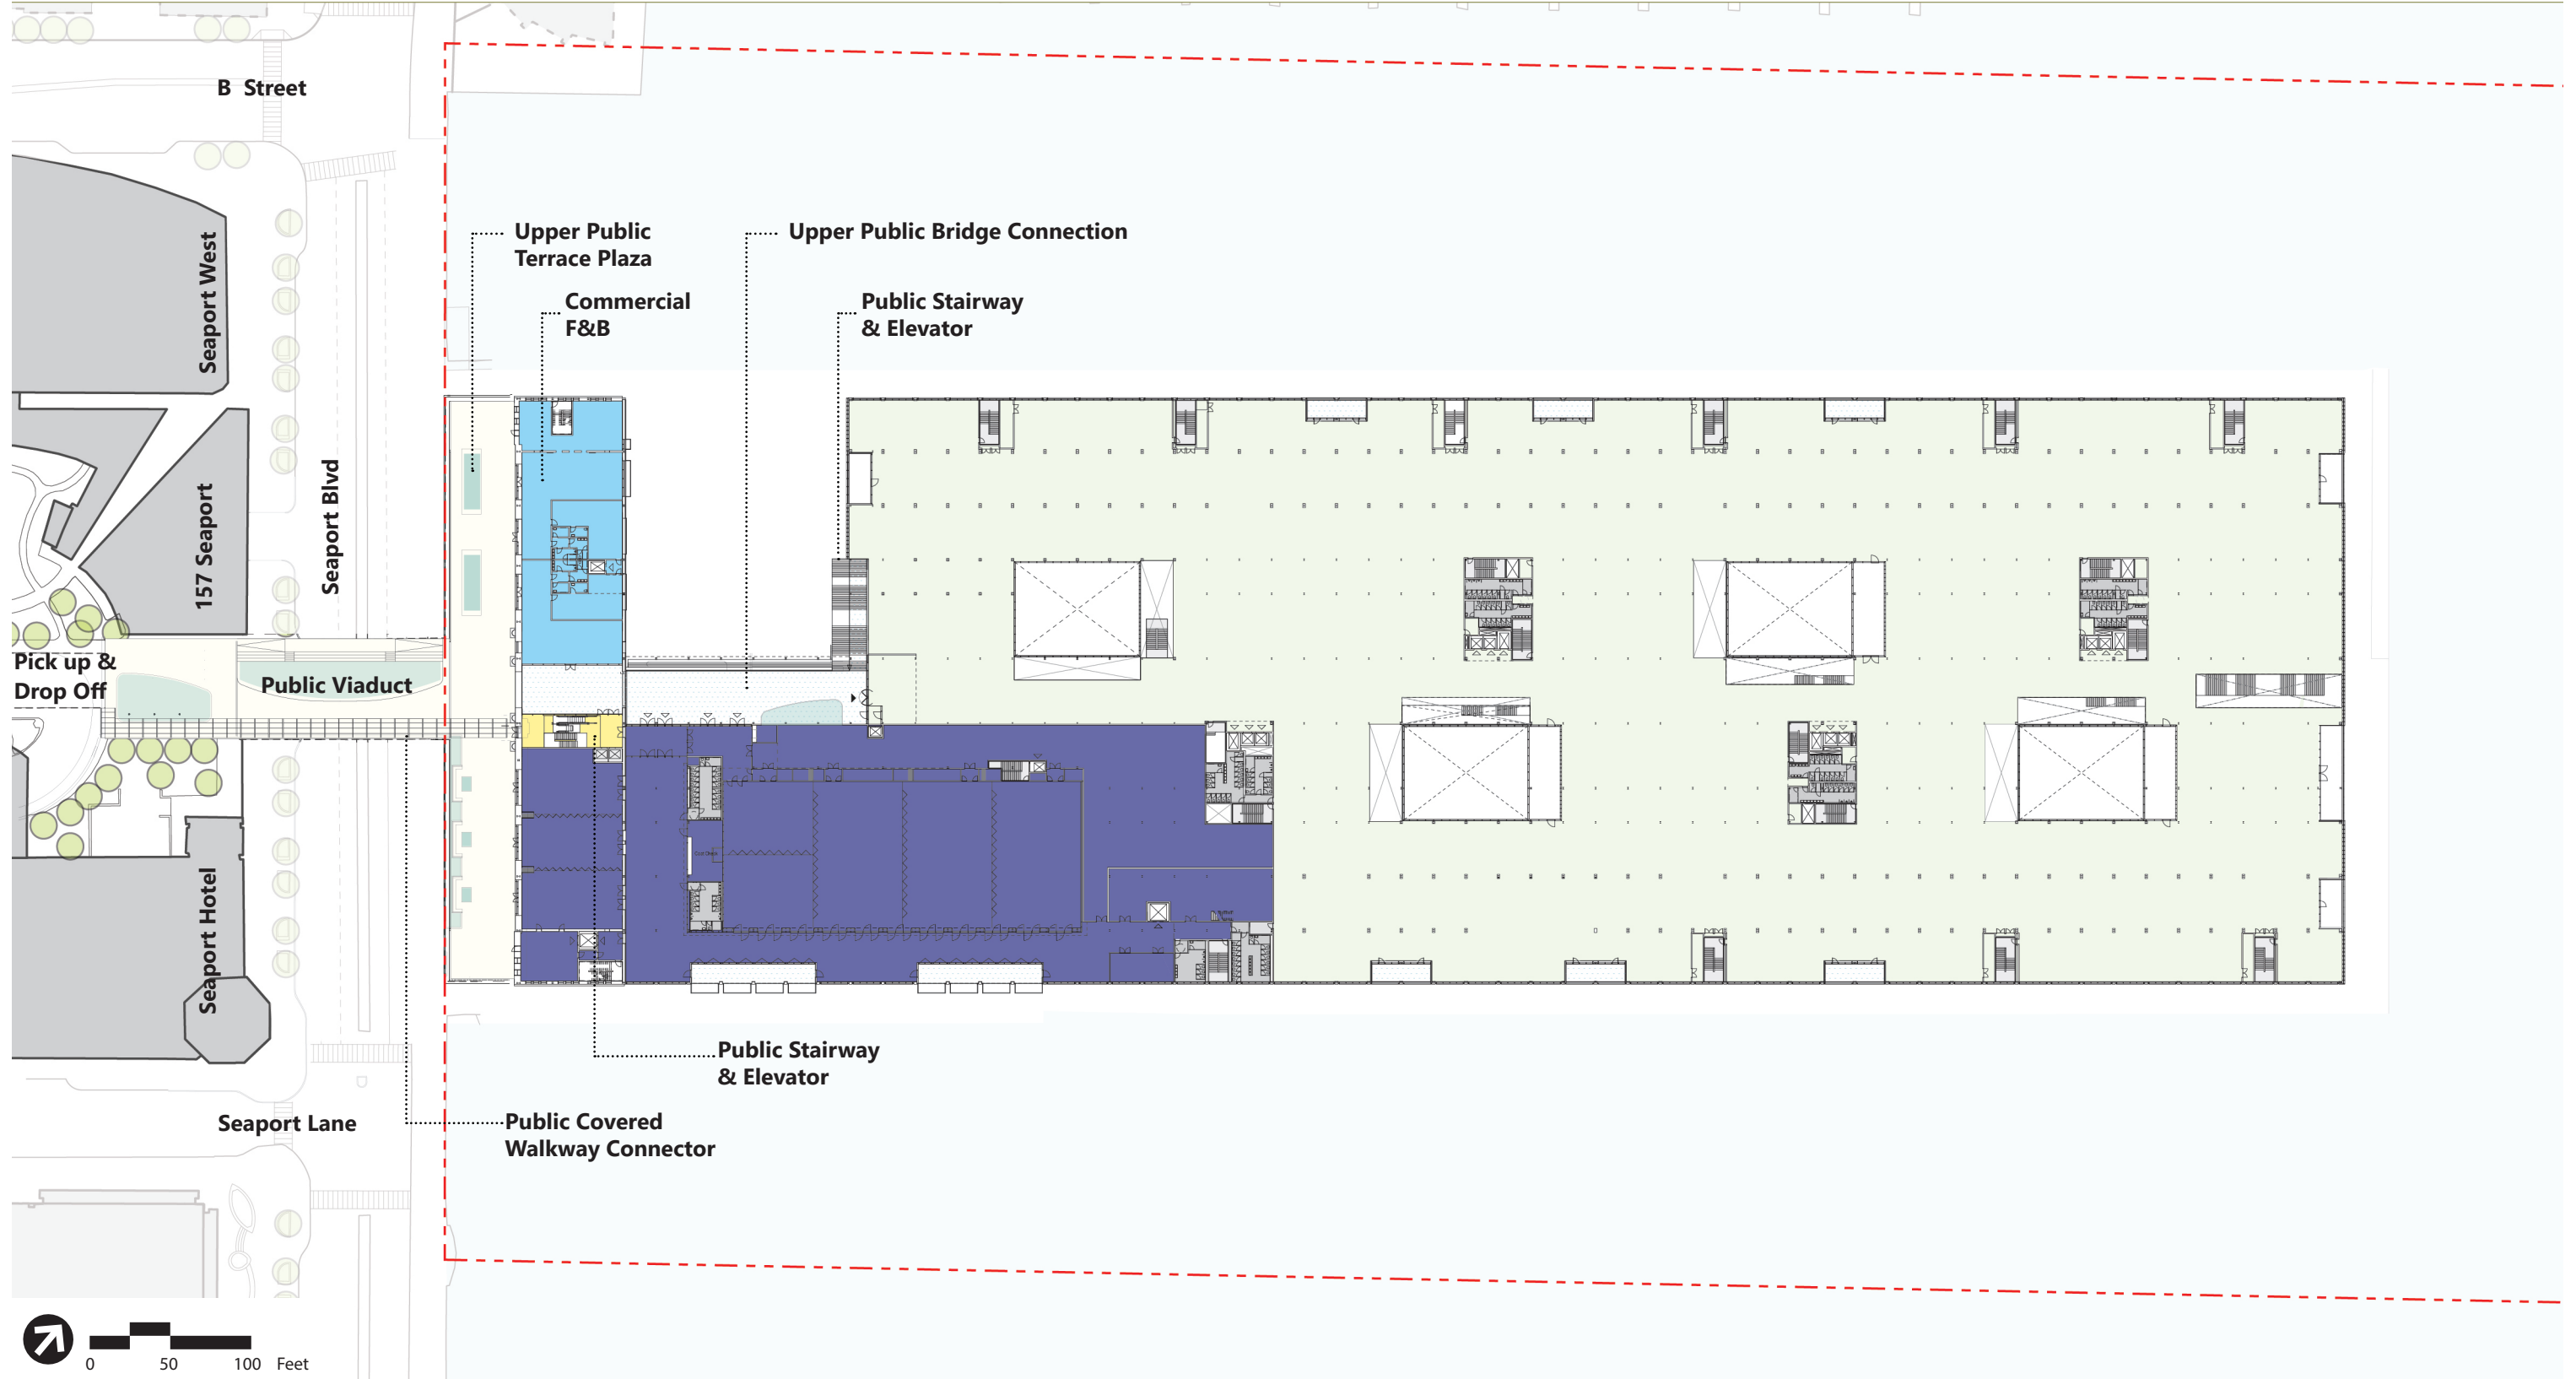 B Street
Upper Public
Terrace Plaza
Upper Public Bridge Connection
Commercial
F&B
Public Stairway
& Elevator
Seaport West
157 Seaport
Seaport Blvd
Pick up &
Drop Off
Public Viaduct
Seaport Hotel
Public Stairway
& Elevator
Seaport Lane
Public Covered
Walkway Connector
0 50 100 Feet